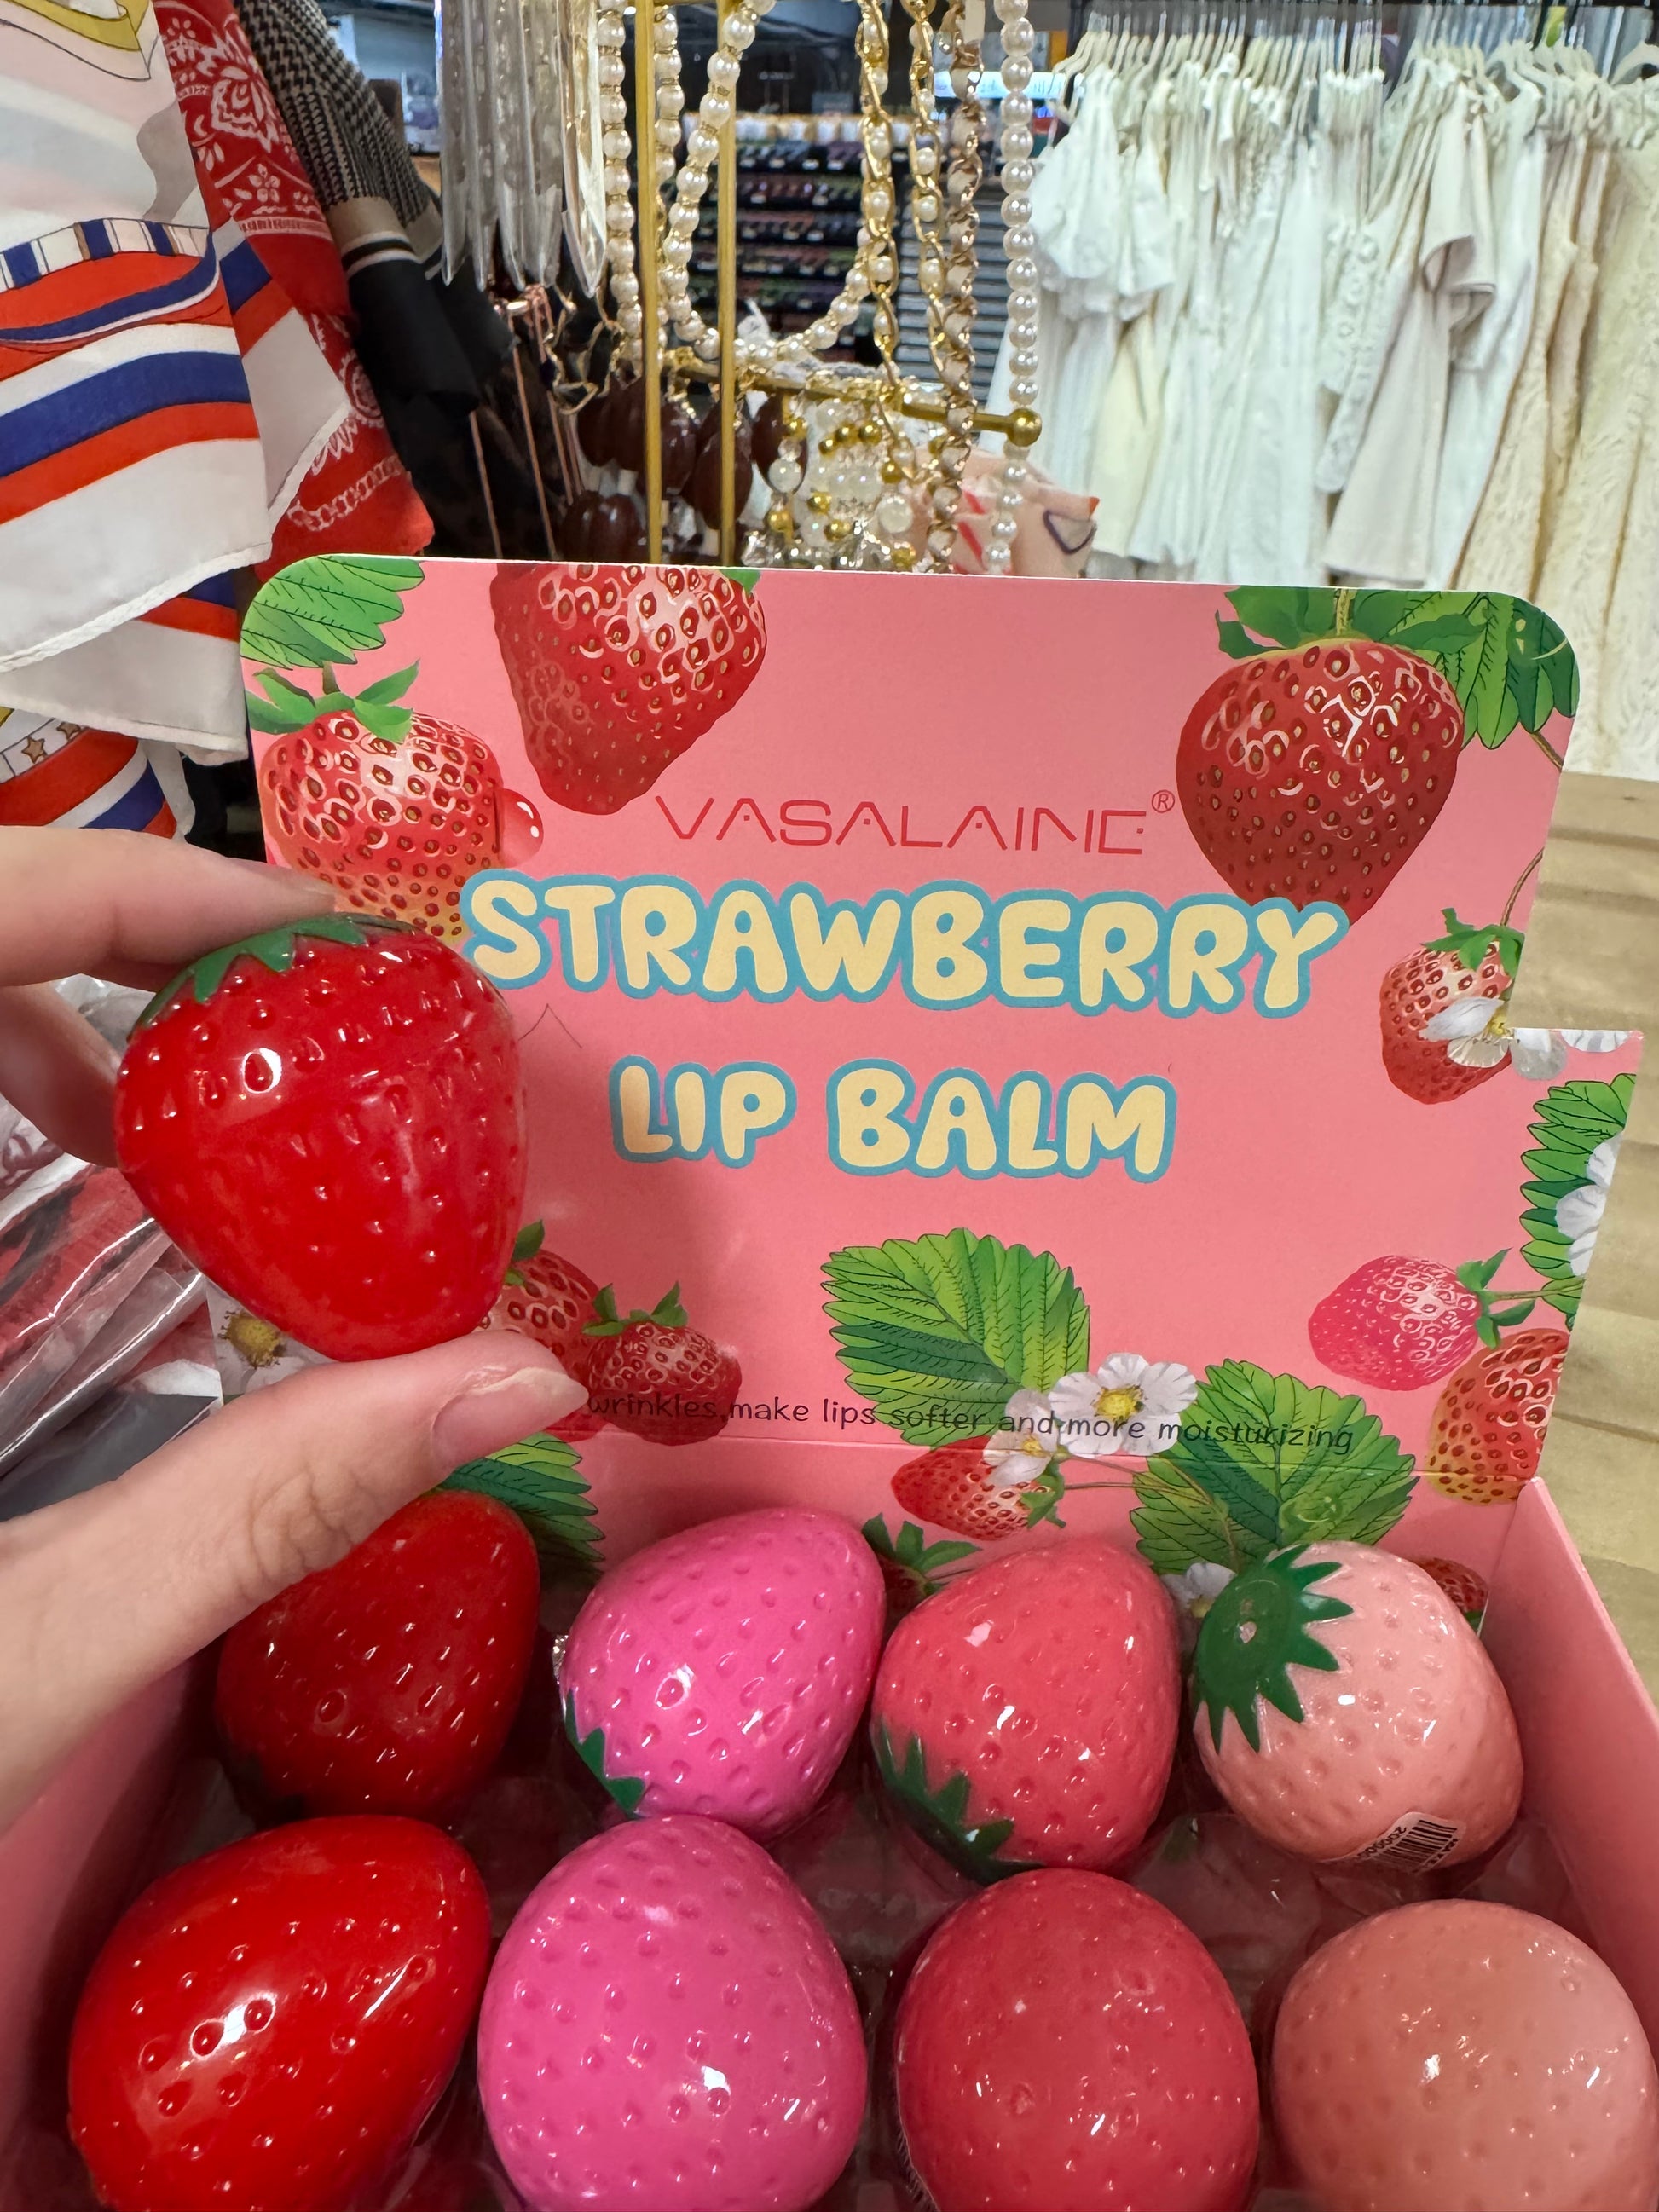 VASALAINE®
STRAWBERRY
LIP BALM
wrinkles,make lips softer and more moisturizing